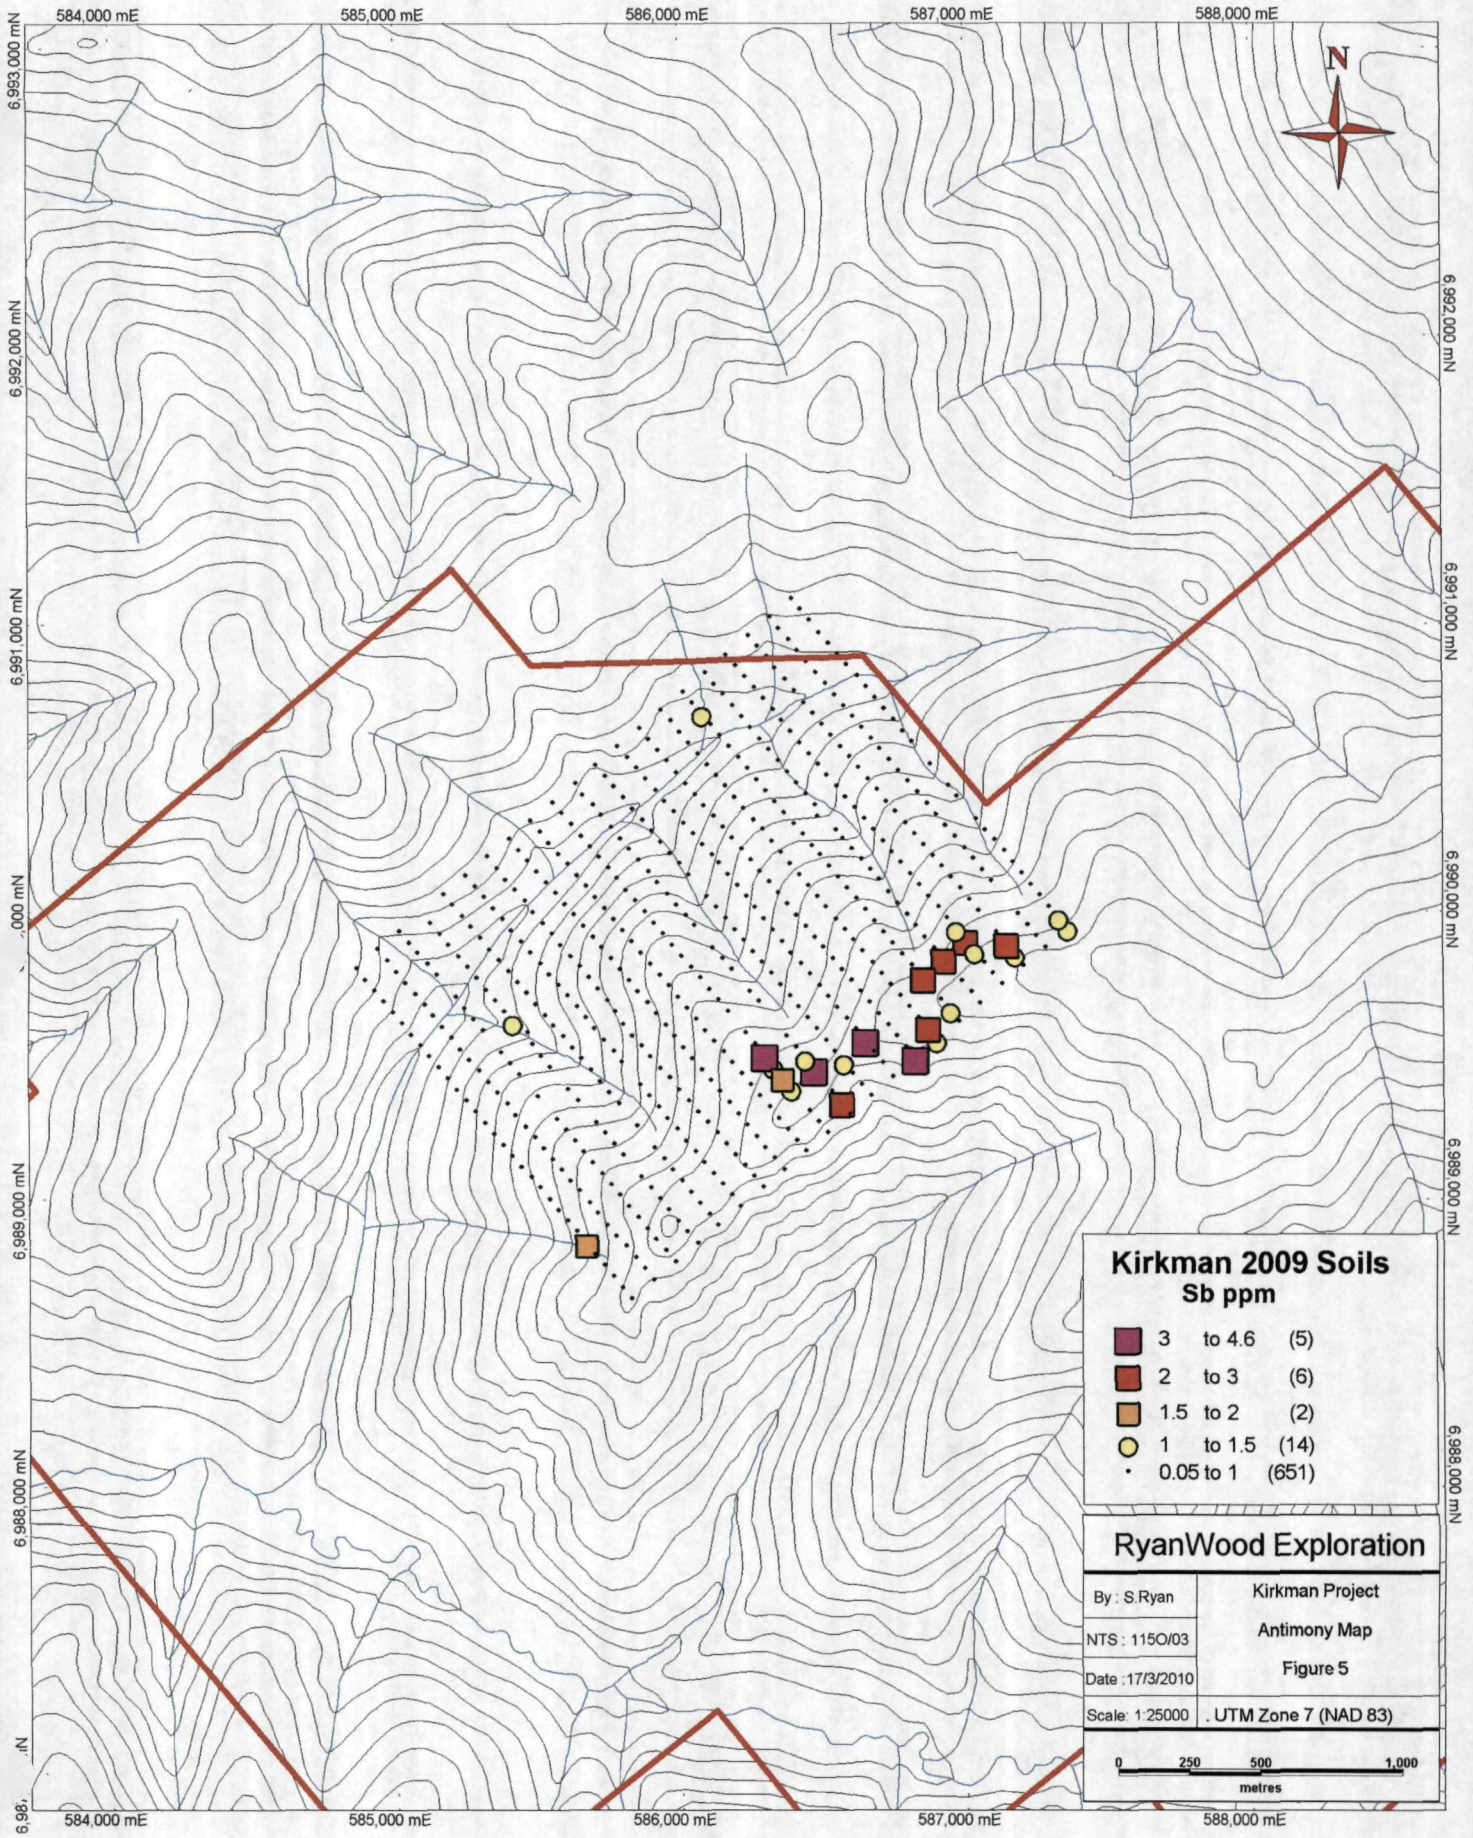 584,000 mE 585,000 mE 586,000 mE 587,000 mE 588,000 mE
6,993,000 mN
N
6,992,000 mN
6,992,000 mN
6,991,000 mN
6,991,000 mN
,000 mN
6,990,000 mN
6,989,000 mN
6,989,000 mN
Kirkman 2009 Soils
Sb ppm
3 to 4.6 (5)
2 to 3 (6)
1.5 to 2 (2)
1 to 1.5 (14)
0.05 to 1 (651)
6,988,000 mN
6,988,000 mN
RyanWood Exploration
By : S.Ryan
Kirkman Project
NTS : 115O/03
Antimony Map
Date :17/3/2010
Figure 5
Scale: 1:25000
. UTM Zone 7 (NAD 83)
0 250 500 1,000
metres
584,000 mE 585,000 mE 586,000 mE 587,000 mE 588,000 mE